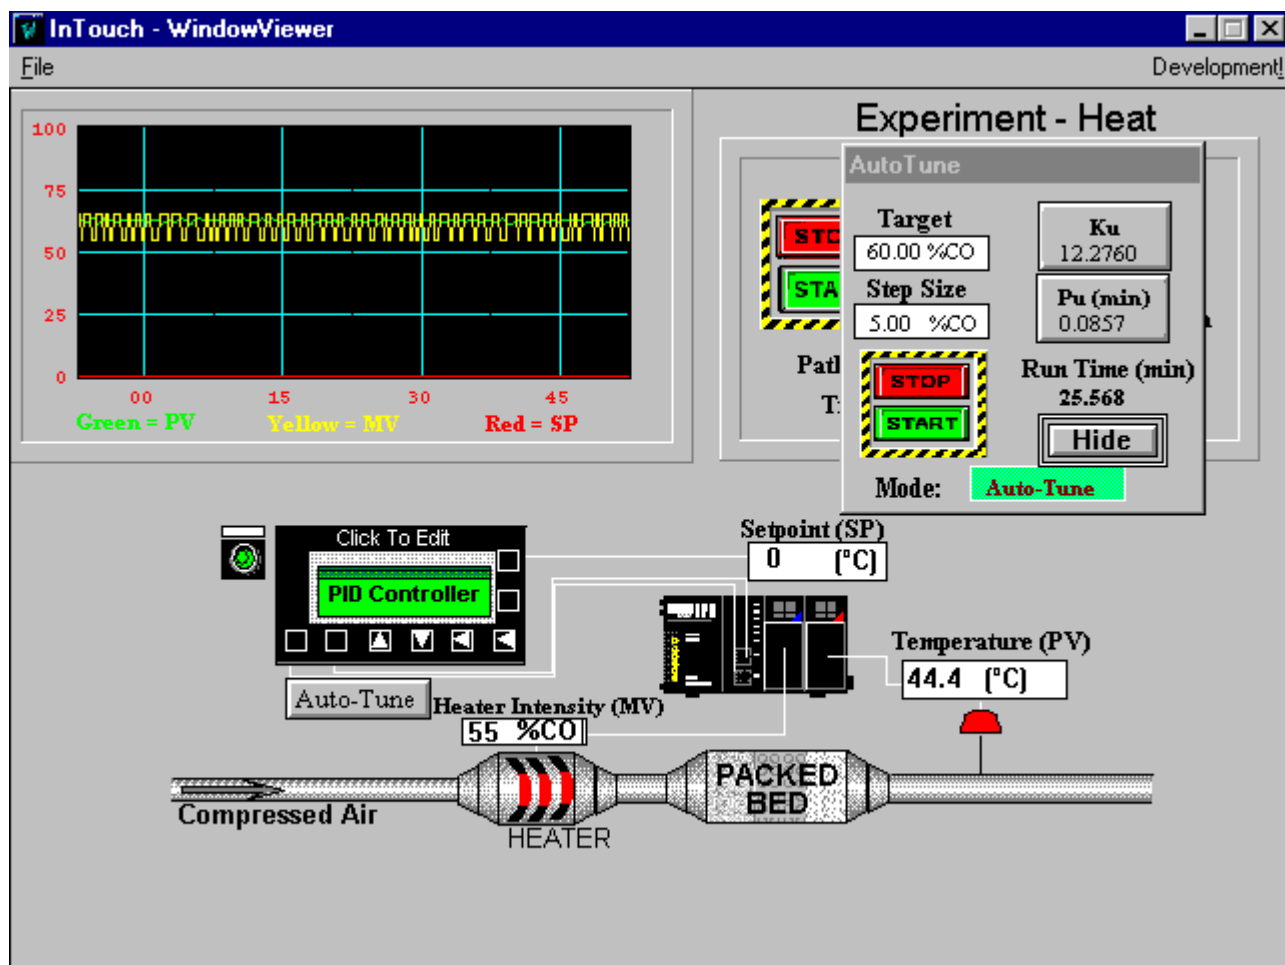 InTouch - WindowViewer
File
Development!
Experiment - Heat
100
75
50
25
0
00 15 30 45
Green = PV Yellow = MV Red = SP
AutoTune
Target
60.00 %CO
Step Size
5.00 %CO
STOP
START
Ku
12.2760
Pu (min)
0.0857
Run Time (min)
25.568
Hide
Mode: Auto-Tune
STO
STA
Path
Click To Edit
PID Controller
Auto-Tune
Setpoint (SP)
0 (°C)
Temperature (PV)
44.4 (°C)
Heater Intensity (MV)
55 %CO
Compressed Air
HEATER
PACKED
BED